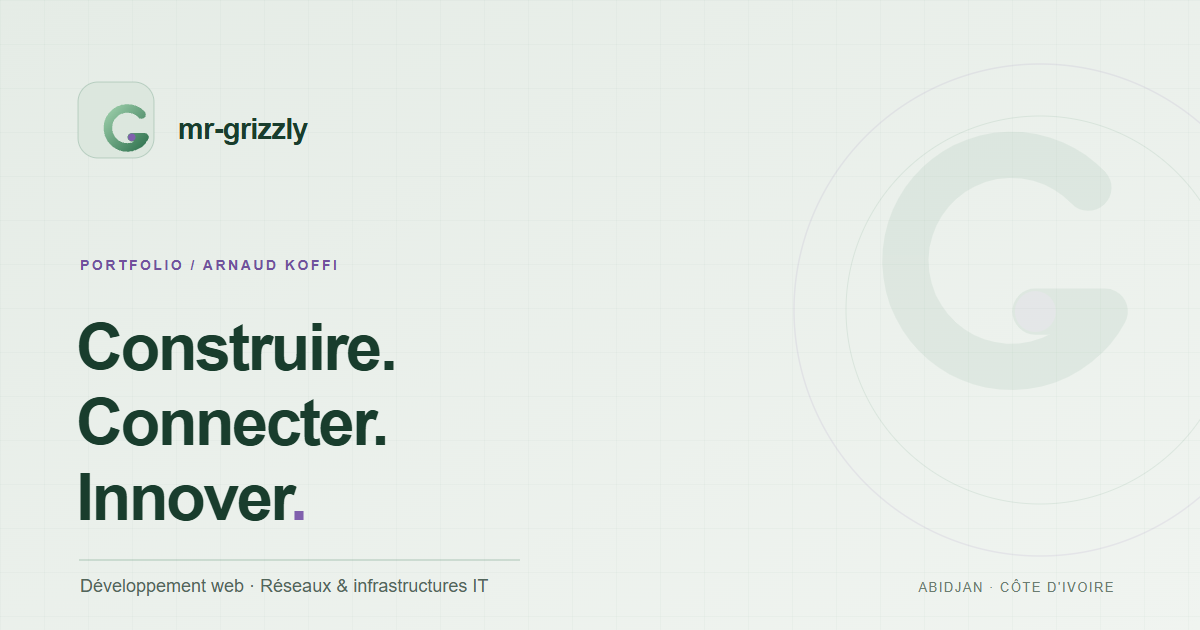 mr-grizzly
PORTFOLIO / ARNAUD KOFFI
Construire.
Connecter.
Innover.
Développement web · Réseaux & infrastructures IT
ABIDJAN · CÔTE D'IVOIRE